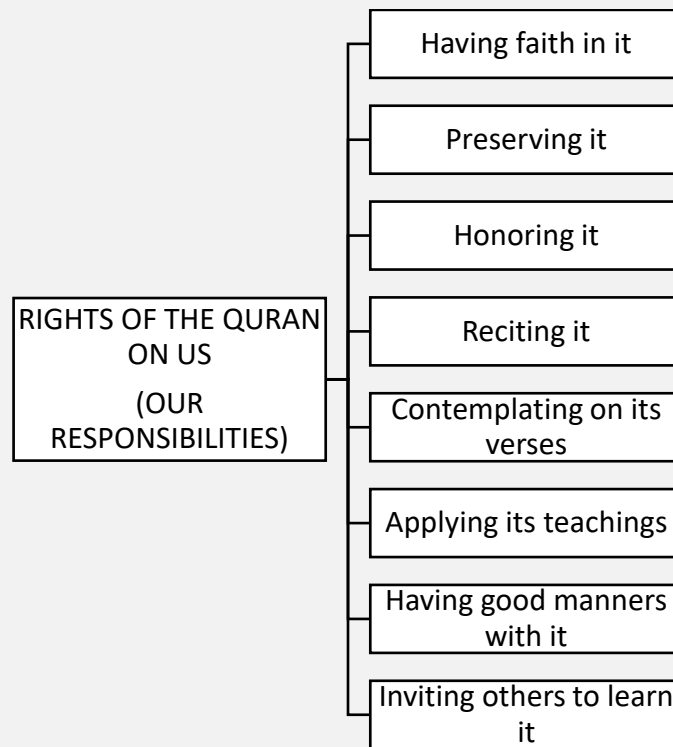 RIGHTS OF THE QURAN
ON US
(OUR
RESPONSIBILITIES)
Having faith in it
Preserving it
Honoring it
Reciting it
Contemplating on its
verses
Applying its teachings
Having good manners
with it
Inviting others to learn
it